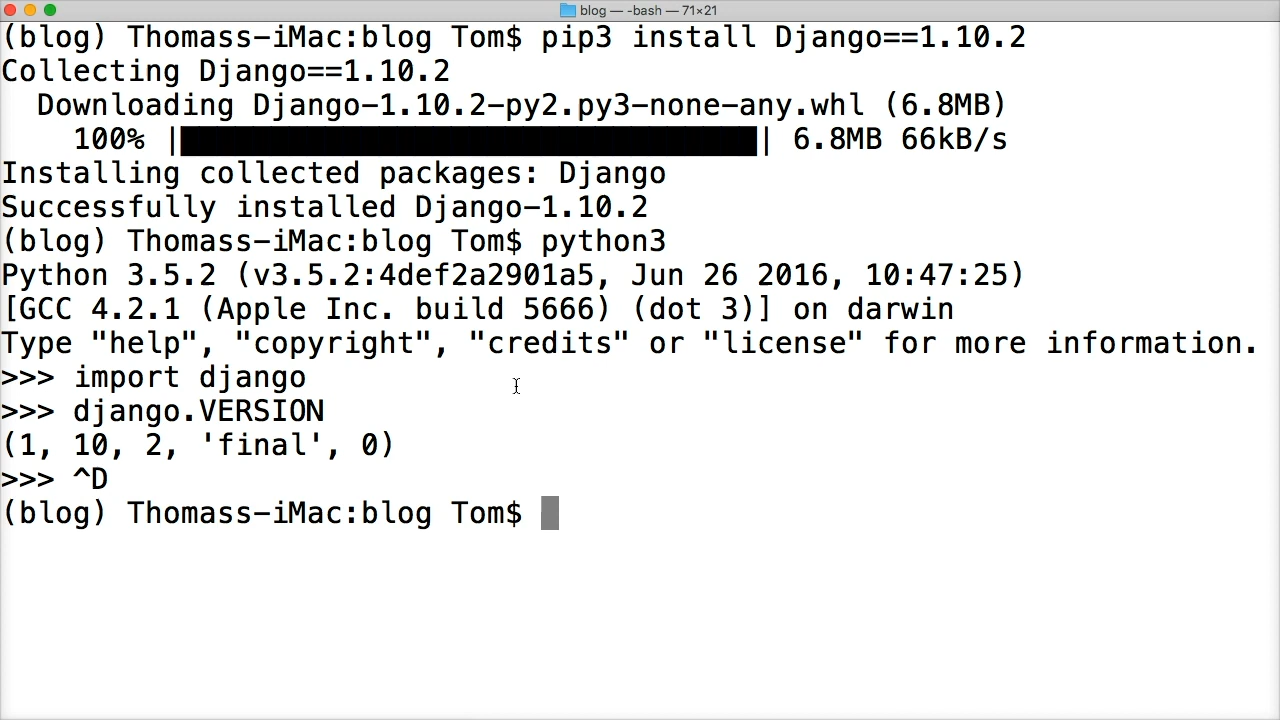 blog — -bash — 71×21
(blog) Thomass-iMac:blog Tom$ pip3 install Django==1.10.2
Collecting Django==1.10.2
  Downloading Django-1.10.2-py2.py3-none-any.whl (6.8MB)
    100% |████████████████████████████████| 6.8MB 66kB/s
Installing collected packages: Django
Successfully installed Django-1.10.2
(blog) Thomass-iMac:blog Tom$ python3
Python 3.5.2 (v3.5.2:4def2a2901a5, Jun 26 2016, 10:47:25)
[GCC 4.2.1 (Apple Inc. build 5666) (dot 3)] on darwin
Type "help", "copyright", "credits" or "license" for more information.
>>> import django
>>> django.VERSION
(1, 10, 2, 'final', 0)
>>> ^D
(blog) Thomass-iMac:blog Tom$